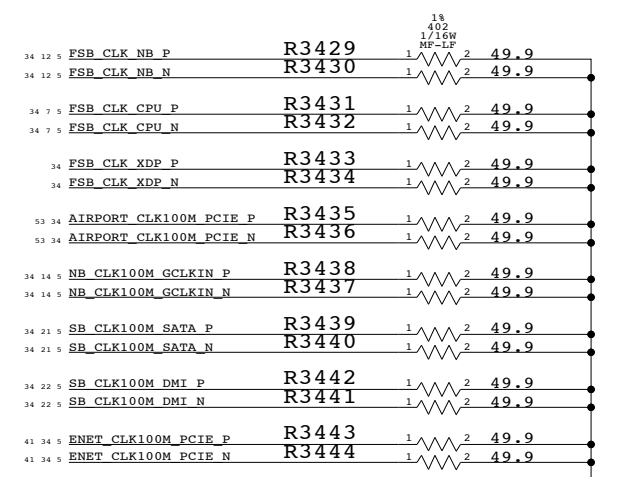 1%
402
1/16W
MF-LF
34 12 5 FSB_CLK_NB_P R3429 1 2 49.9
34 12 5 FSB_CLK_NB_N R3430 1 2 49.9
34 7 5 FSB_CLK_CPU_P R3431 1 2 49.9
34 7 5 FSB_CLK_CPU_N R3432 1 2 49.9
34 FSB_CLK_XDP_P R3433 1 2 49.9
34 FSB_CLK_XDP_N R3434 1 2 49.9
53 34 AIRPORT_CLK100M_PCIE_P R3435 1 2 49.9
53 34 AIRPORT_CLK100M_PCIE_N R3436 1 2 49.9
34 14 5 NB_CLK100M_GCLKIN_P R3438 1 2 49.9
34 14 5 NB_CLK100M_GCLKIN_N R3437 1 2 49.9
34 21 5 SB_CLK100M_SATA_P R3439 1 2 49.9
34 21 5 SB_CLK100M_SATA_N R3440 1 2 49.9
34 22 5 SB_CLK100M_DMI_P R3442 1 2 49.9
34 22 5 SB_CLK100M_DMI_N R3441 1 2 49.9
41 34 5 ENET_CLK100M_PCIE_P R3443 1 2 49.9
41 34 5 ENET_CLK100M_PCIE_N R3444 1 2 49.9